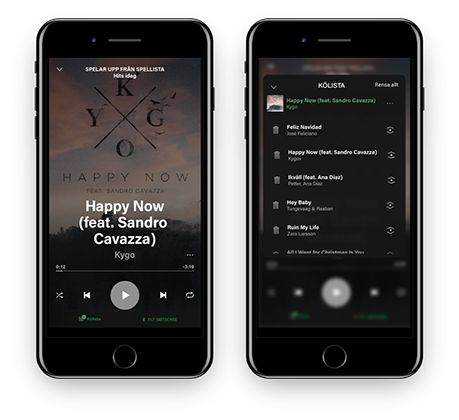 SPELAR UPP FRÅN SPELLISTA
Hits idag
K
Y
G
O
HAPPY NOW
FEAT. SANDRO CAVAZZA
Happy Now
(feat. Sandro
Cavazza)
Kygo
0:12
-3:19
Kölista
KÖLISTA
Rensa allt
Happy Now (feat. Sandro Cavazza)
Kygo
Feliz Navidad
José Feliciano
Happy Now (feat. Sandro Cavazza)
Kygo
Ikväll (feat. Ana Diaz)
Petter, Ana Diaz
Hey Baby
Tungevaag & Raaban
Ruin My Life
Zara Larsson
All I Want for Christmas Is You